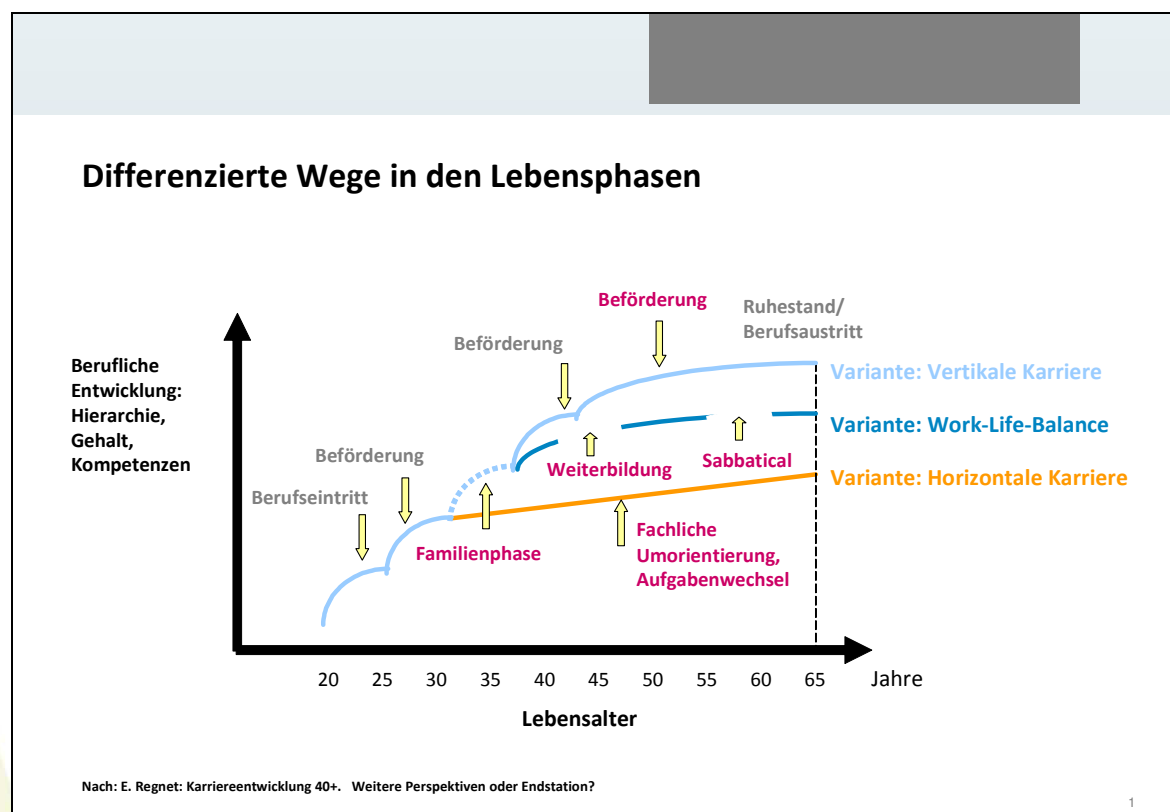 Differenzierte Wege in den Lebensphasen
Beförderung
Ruhestand/
Berufsaustritt
Beförderung
Berufliche
Entwicklung:
Hierarchie,
Gehalt,
Kompetenzen
Variante: Vertikale Karriere
Variante: Work-Life-Balance
Beförderung
Weiterbildung
Sabbatical
Variante: Horizontale Karriere
Berufseintritt
Familienphase
Fachliche
Umorientierung,
Aufgabenwechsel
20 25 30 35 40 45 50 55 60 65 Jahre
Lebensalter
Nach: E. Regnet: Karriereentwicklung 40+. Weitere Perspektiven oder Endstation?
1